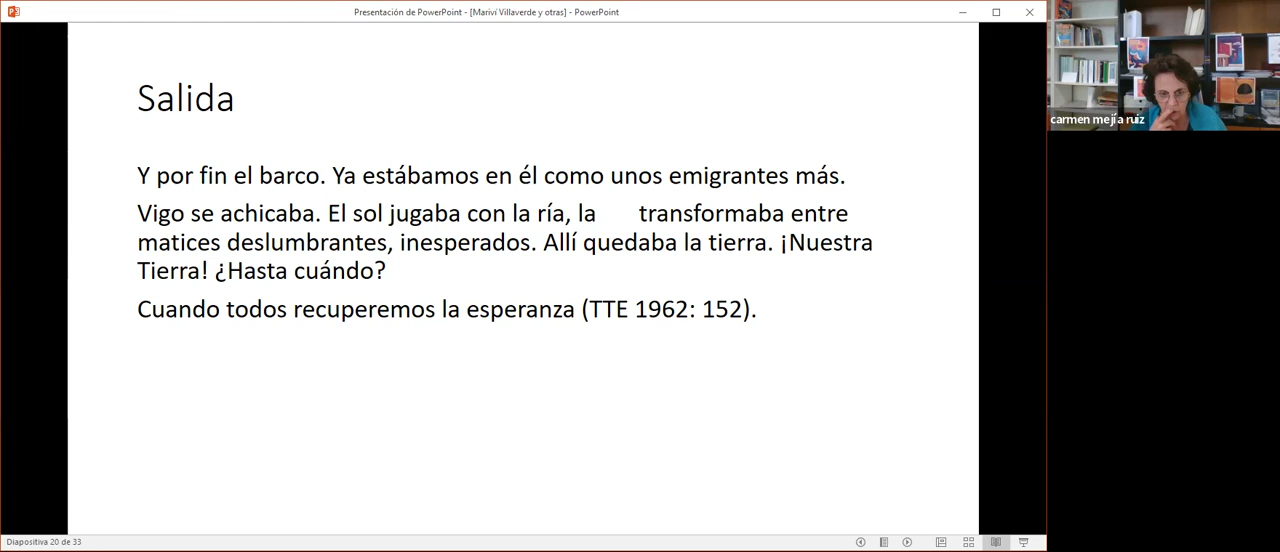 Presentación de PowerPoint - [Mariví Villaverde y otras] - PowerPoint
Salida
Y por fin el barco. Ya estábamos en él como unos emigrantes más.
Vigo se achicaba. El sol jugaba con la ría, la transformaba entre
matices deslumbrantes, inesperados. Allí quedaba la tierra. ¡Nuestra
Tierra! ¿Hasta cuándo?
Cuando todos recuperemos la esperanza (TTE 1962: 152).
carmen mejía ruiz
Diapositiva 20 de 33